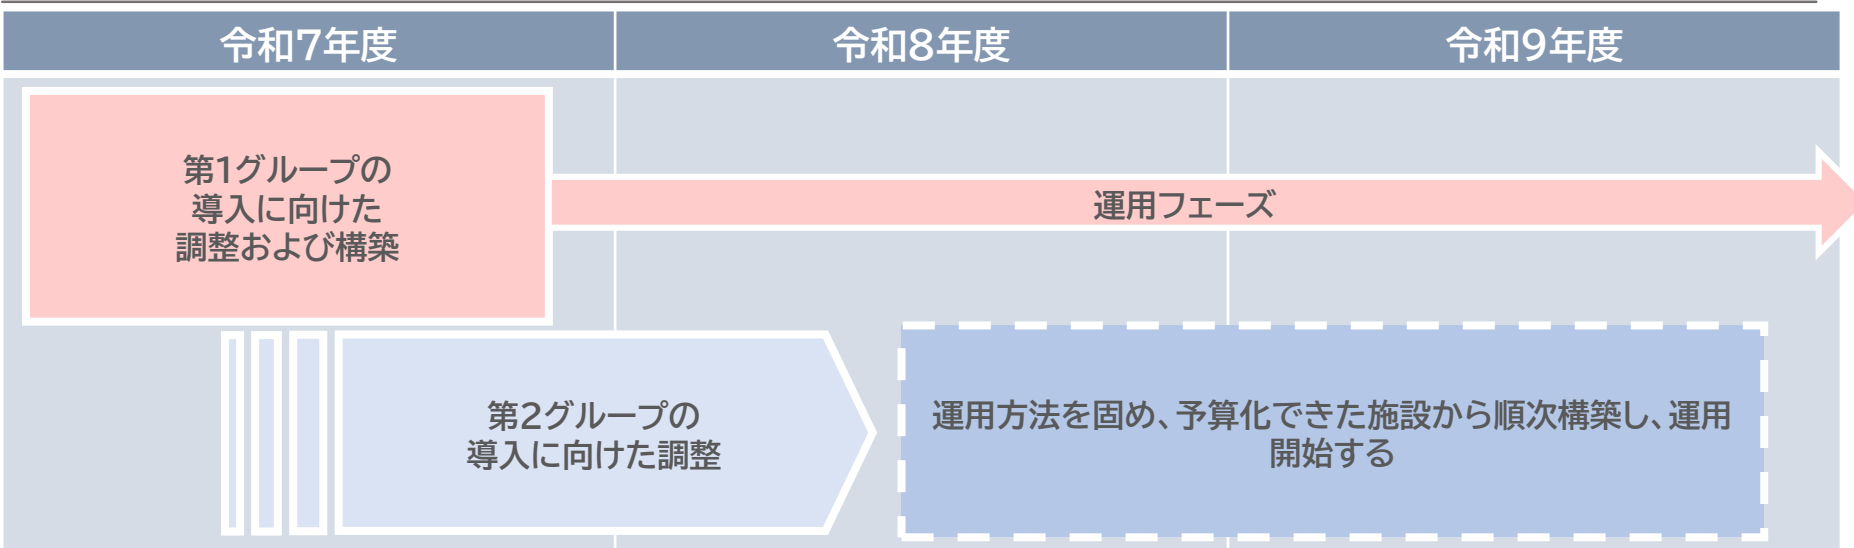 令和7年度
令和8年度
令和9年度
第1グループの
導入に向けた
調整および構築
運用フェーズ
第2グループの
導入に向けた調整
運用方法を固め、予算化できた施設から順次構築し、運用
開始する